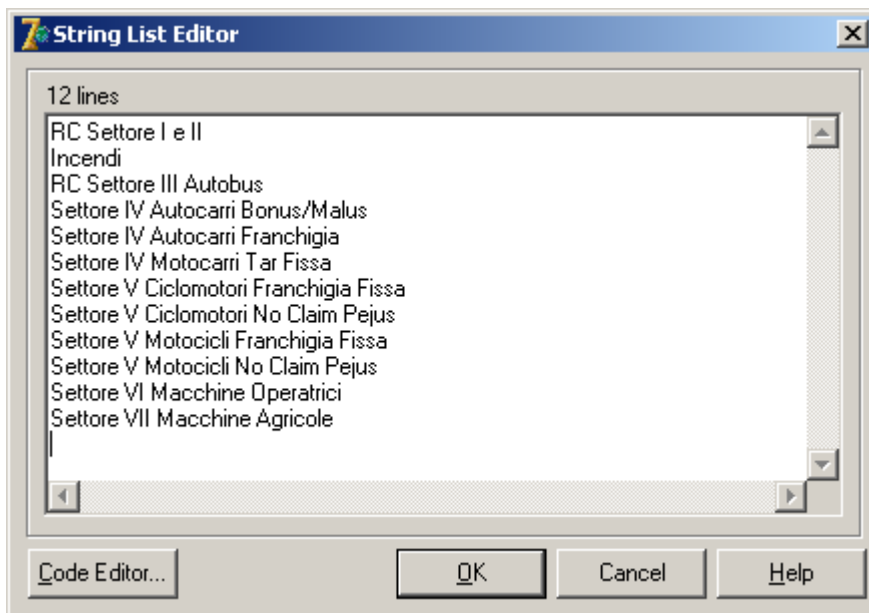 String List Editor
12 lines
RC Settore I e II
Incendi
RC Settore III Autobus
Settore IV Autocarri Bonus/Malus
Settore IV Autocarri Franchigia
Settore IV Motocarri Tar Fissa
Settore V Ciclomotori Franchigia Fissa
Settore V Ciclomotori No Claim Pejus
Settore V Motocicli Franchigia Fissa
Settore V Motocicli No Claim Pejus
Settore VI Macchine Operatrici
Settore VII Macchine Agricole
Code Editor... OK Cancel Help